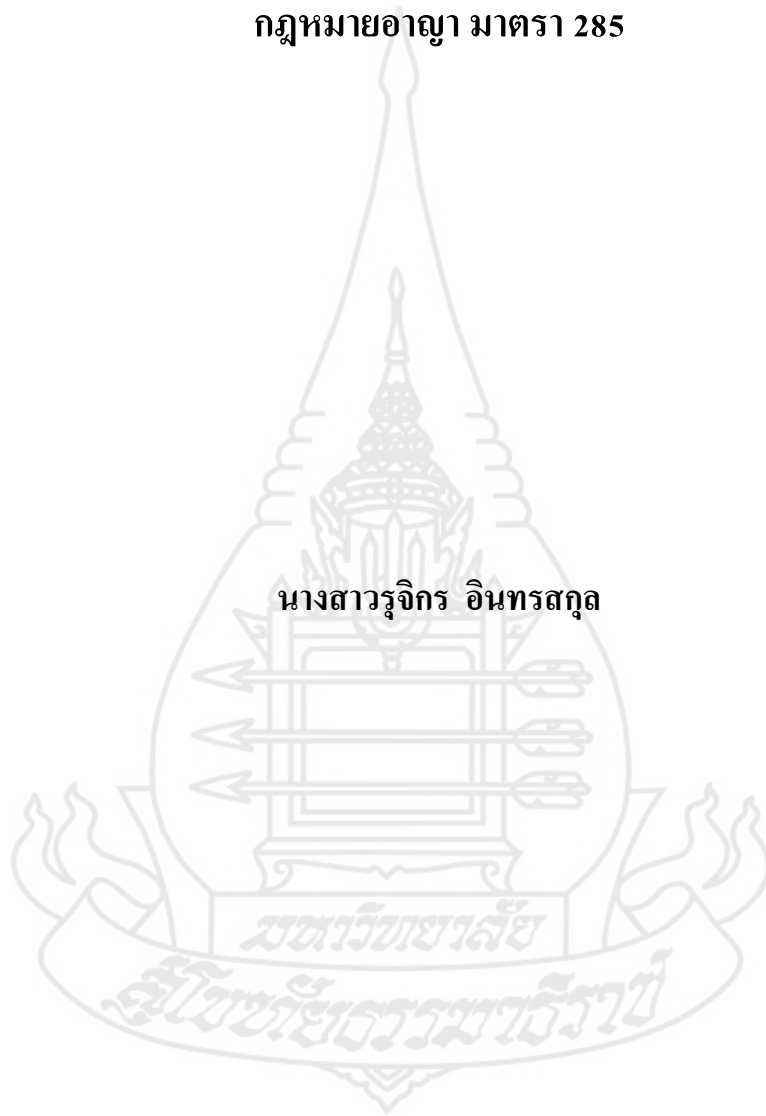 กฎหมายอาญา มาตรา 285
นางสาวรุจิกร อินทรสกุล
มหาวิทยาลัย
สุโขทัยธรรมาธิราช